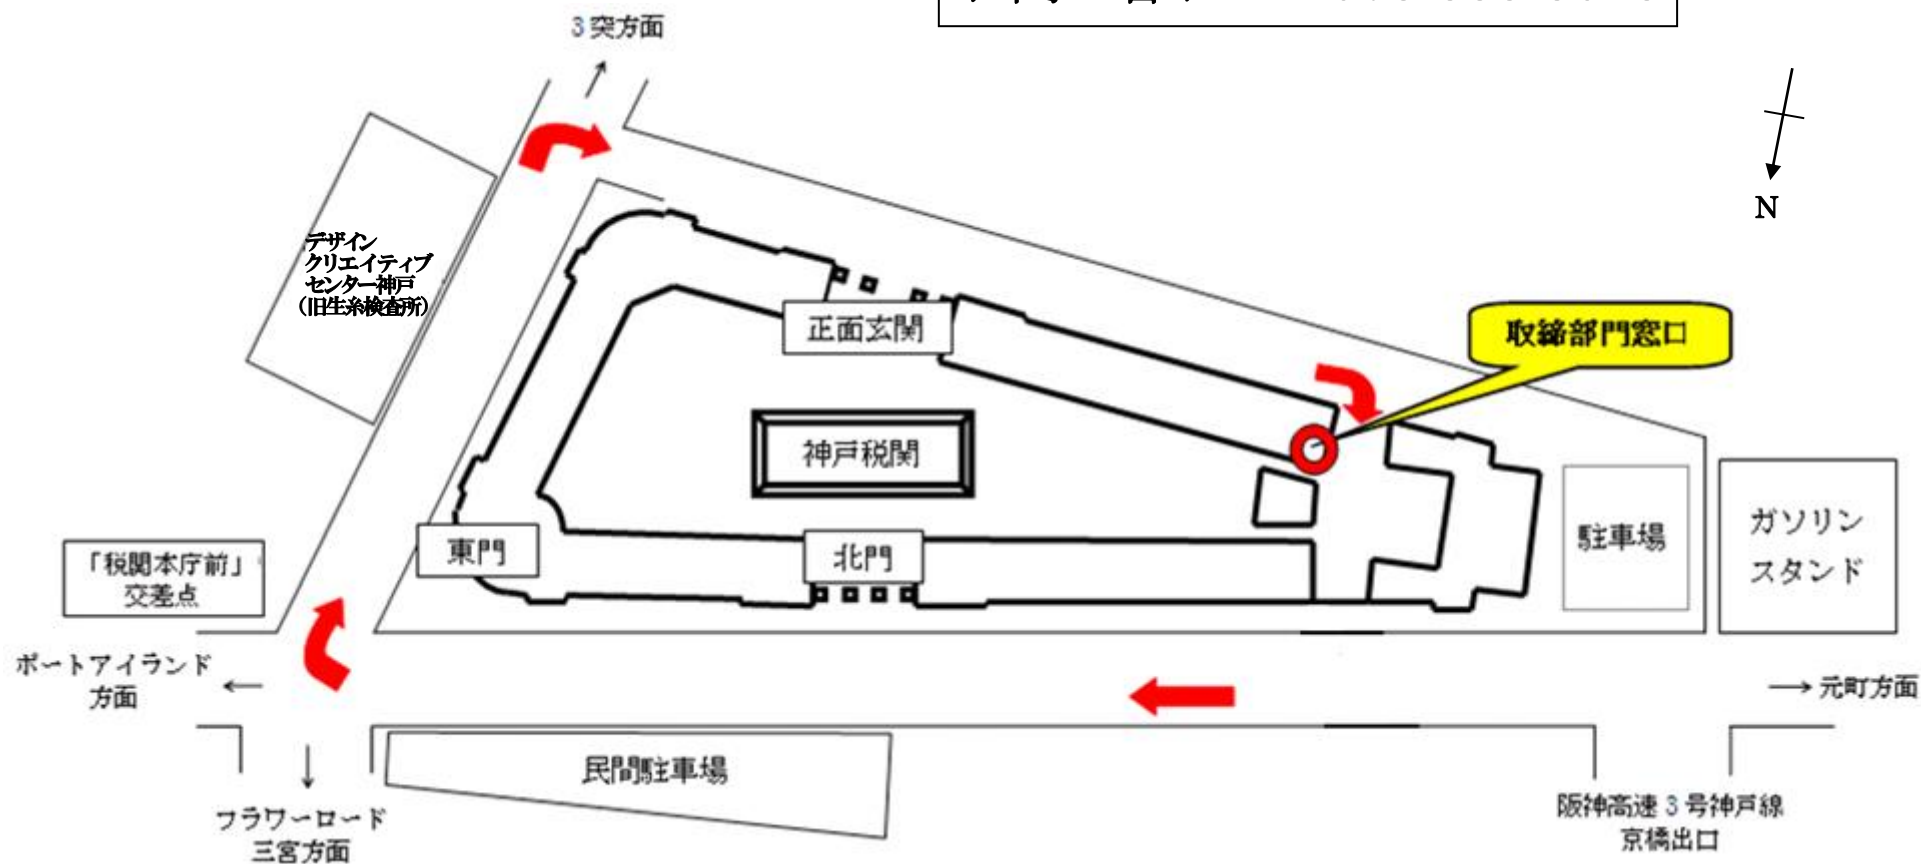 3突方面
N
デザイン
クリエイティブ
センター神戸
(旧生糸検査所)
正面玄関
取締部門窓口
神戸税関
ガソリン
スタンド
駐車場
東門
北門
「税関本庁前」
交差点
ポートアイランド
方面
元町方面
民間駐車場
フラワーロード
三宮方面
阪神高速3号神戸線
京橋出口